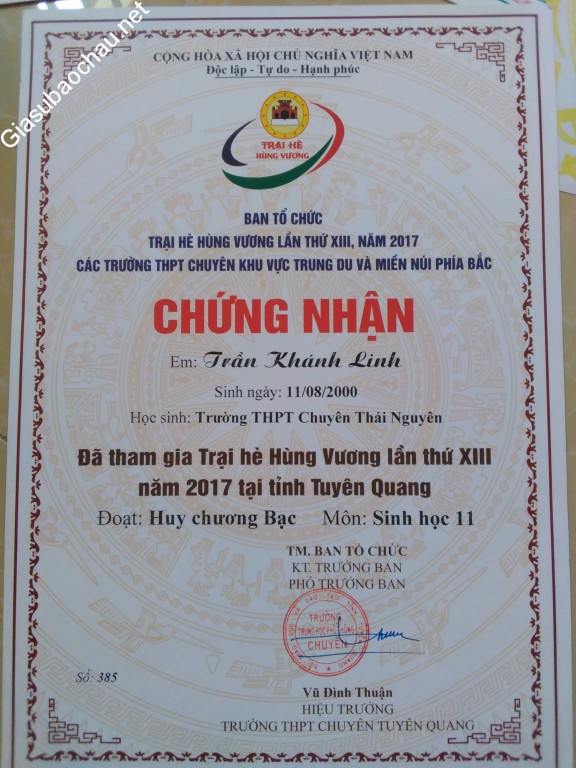 Giasubaochau.net
CỘNG HÒA XÃ HỘI CHỦ NGHĨA VIỆT NAM
Độc lập - Tự do - Hạnh phúc
TRẠI HÈ
HÙNG VƯƠNG
BAN TỔ CHỨC
TRẠI HÈ HÙNG VƯƠNG LẦN THỨ XIII, NĂM 2017
CÁC TRƯỜNG THPT CHUYÊN KHU VỰC TRUNG DU VÀ MIỀN NÚI PHÍA BẮC
CHỨNG NHẬN
Em: Trần Khánh Linh
Sinh ngày: 11/08/2000
Học sinh: Trường THPT Chuyên Thái Nguyên
Đã tham gia Trại hè Hùng Vương lần thứ XIII
năm 2017 tại tỉnh Tuyên Quang
Đoạt: Huy chương Bạc Môn: Sinh học 11
TM. BAN TỔ CHỨC
KT. TRƯỞNG BAN
PHÓ TRƯỞNG BAN
TRƯỜNG
TRUNG HỌC PHỔ THÔNG
CHUYÊN
Số: 385
Vũ Đình Thuận
HIỆU TRƯỞNG
TRƯỜNG THPT CHUYÊN TUYÊN QUANG